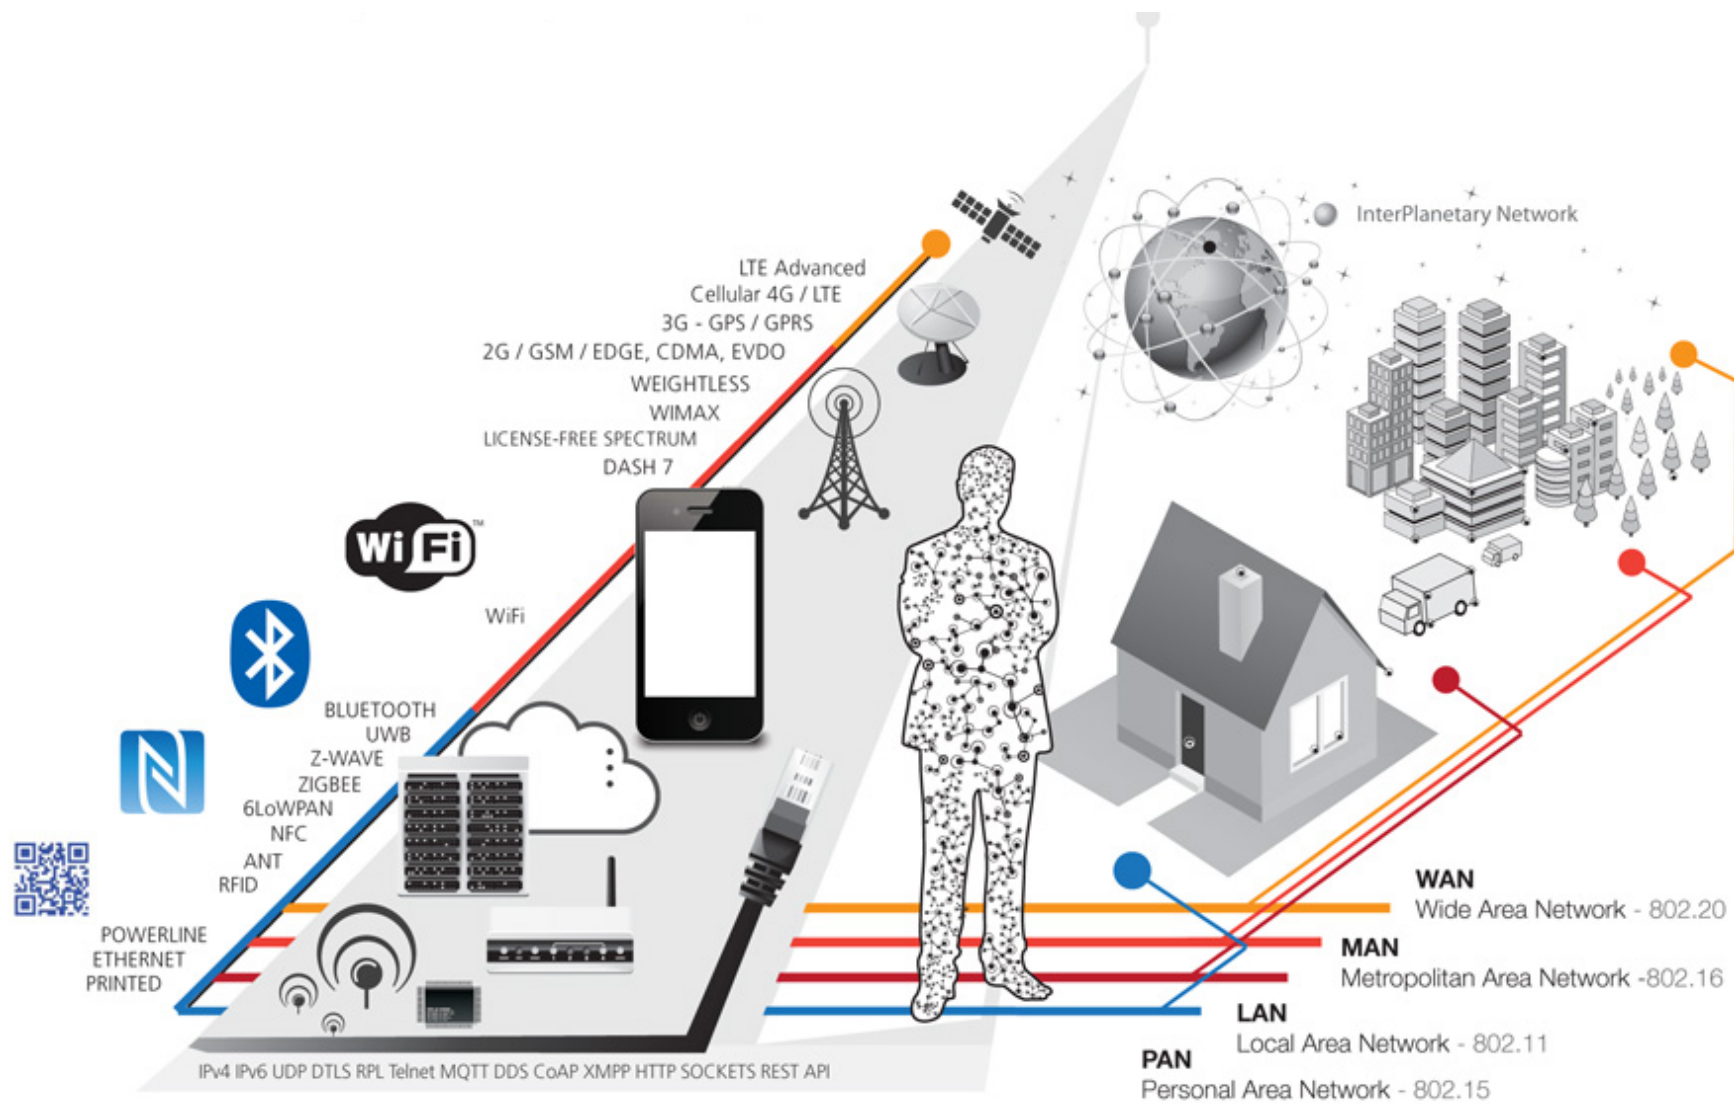 InterPlanetary Network
LTE Advanced
Cellular 4G / LTE
3G - GPS / GPRS
2G / GSM / EDGE, CDMA, EVDO
WEIGHTLESS
WIMAX
LICENSE-FREE SPECTRUM
DASH 7
WiFi
TM
WiFi
BLUETOOTH
UWB
Z-WAVE
ZIGBEE
6LoWPAN
NFC
ANT
RFID
POWERLINE
ETHERNET
PRINTED
WAN
Wide Area Network - 802.20
MAN
Metropolitan Area Network -802.16
LAN
Local Area Network - 802.11
PAN
Personal Area Network - 802.15
IPv4 IPv6 UDP DTLS RPL Telnet MQTT DDS CoAP XMPP HTTP SOCKETS REST API